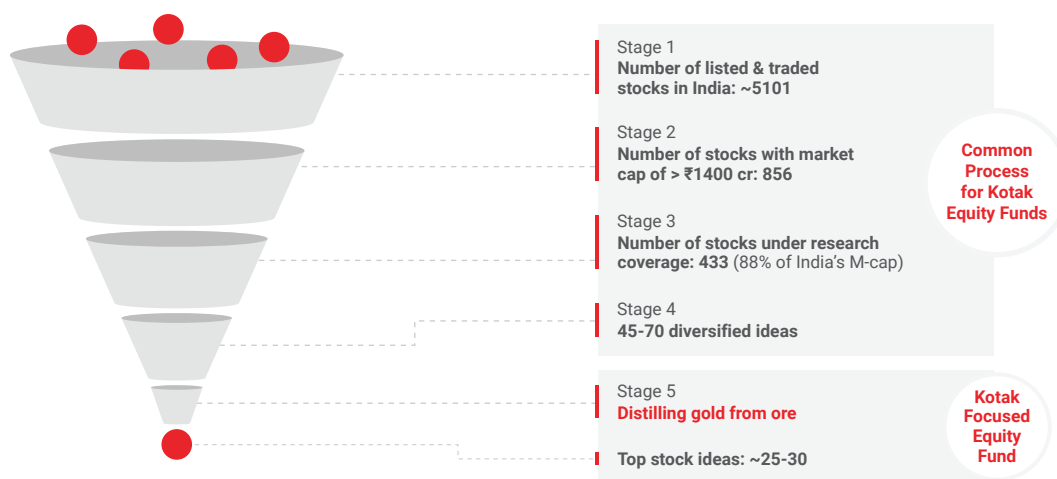 Stage 1
Number of listed & traded
stocks in India: ~5101
Stage 2
Number of stocks with market
cap of > ₹1400 cr: 856
Stage 3
Number of stocks under research
coverage: 433 (88% of India's M-cap)
Stage 4
45-70 diversified ideas
Common
Process
for Kotak
Equity Funds
Stage 5
Distilling gold from ore
Top stock ideas: ~25-30
Kotak
Focused
Equity
Fund